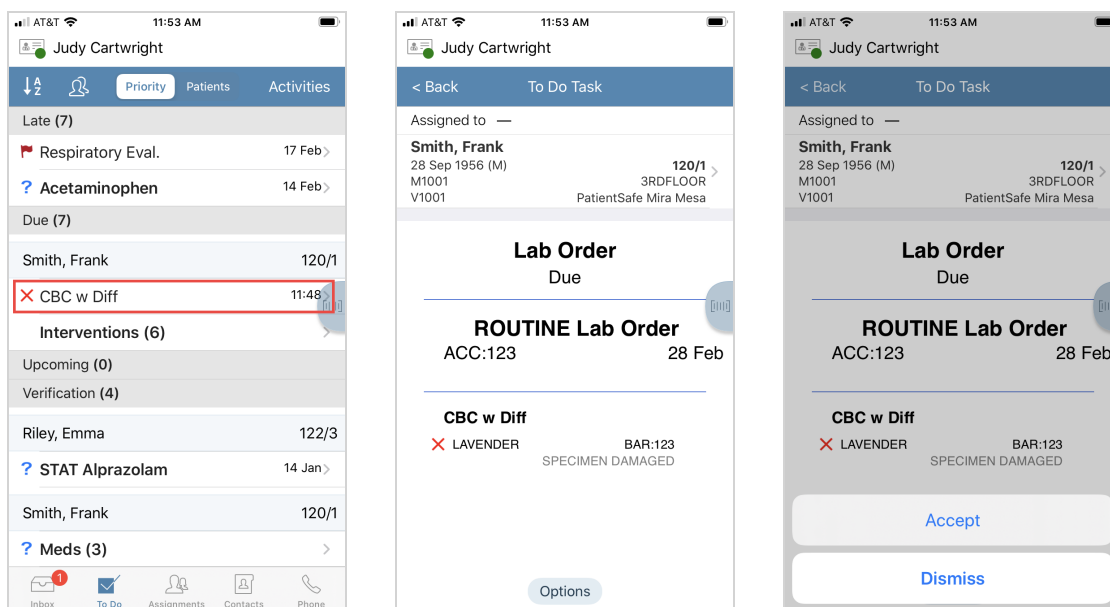 AT&T 11:53 AM
Judy Cartwright
A Z Priority Patients Activities
Late (7)
Respiratory Eval. 17 Feb
? Acetaminophen 14 Feb
Due (7)
Smith, Frank 120/1
CBC w Diff 11:48
Interventions (6)
Upcoming (0)
Verification (4)
Riley, Emma 122/3
? STAT Alprazolam 14 Jan
Smith, Frank 120/1
? Meds (3)
1
Inbox To Do Assignments Contacts Phone
AT&T 11:53 AM
Judy Cartwright
< Back To Do Task
Assigned to —
Smith, Frank
28 Sep 1956 (M) 120/1
M1001 3RDFLOOR
V1001 PatientSafe Mira Mesa
Lab Order
Due
ROUTINE Lab Order
ACC:123 28 Feb
CBC w Diff
LAVENDER BAR:123
SPECIMEN DAMAGED
Options
AT&T 11:53 AM
Judy Cartwright
< Back To Do Task
Assigned to —
Smith, Frank
28 Sep 1956 (M) 120/1
M1001 3RDFLOOR
V1001 PatientSafe Mira Mesa
Lab Order
Due
ROUTINE Lab Order
ACC:123 28 Feb
CBC w Diff
LAVENDER BAR:123
SPECIMEN DAMAGED
Accept
Dismiss